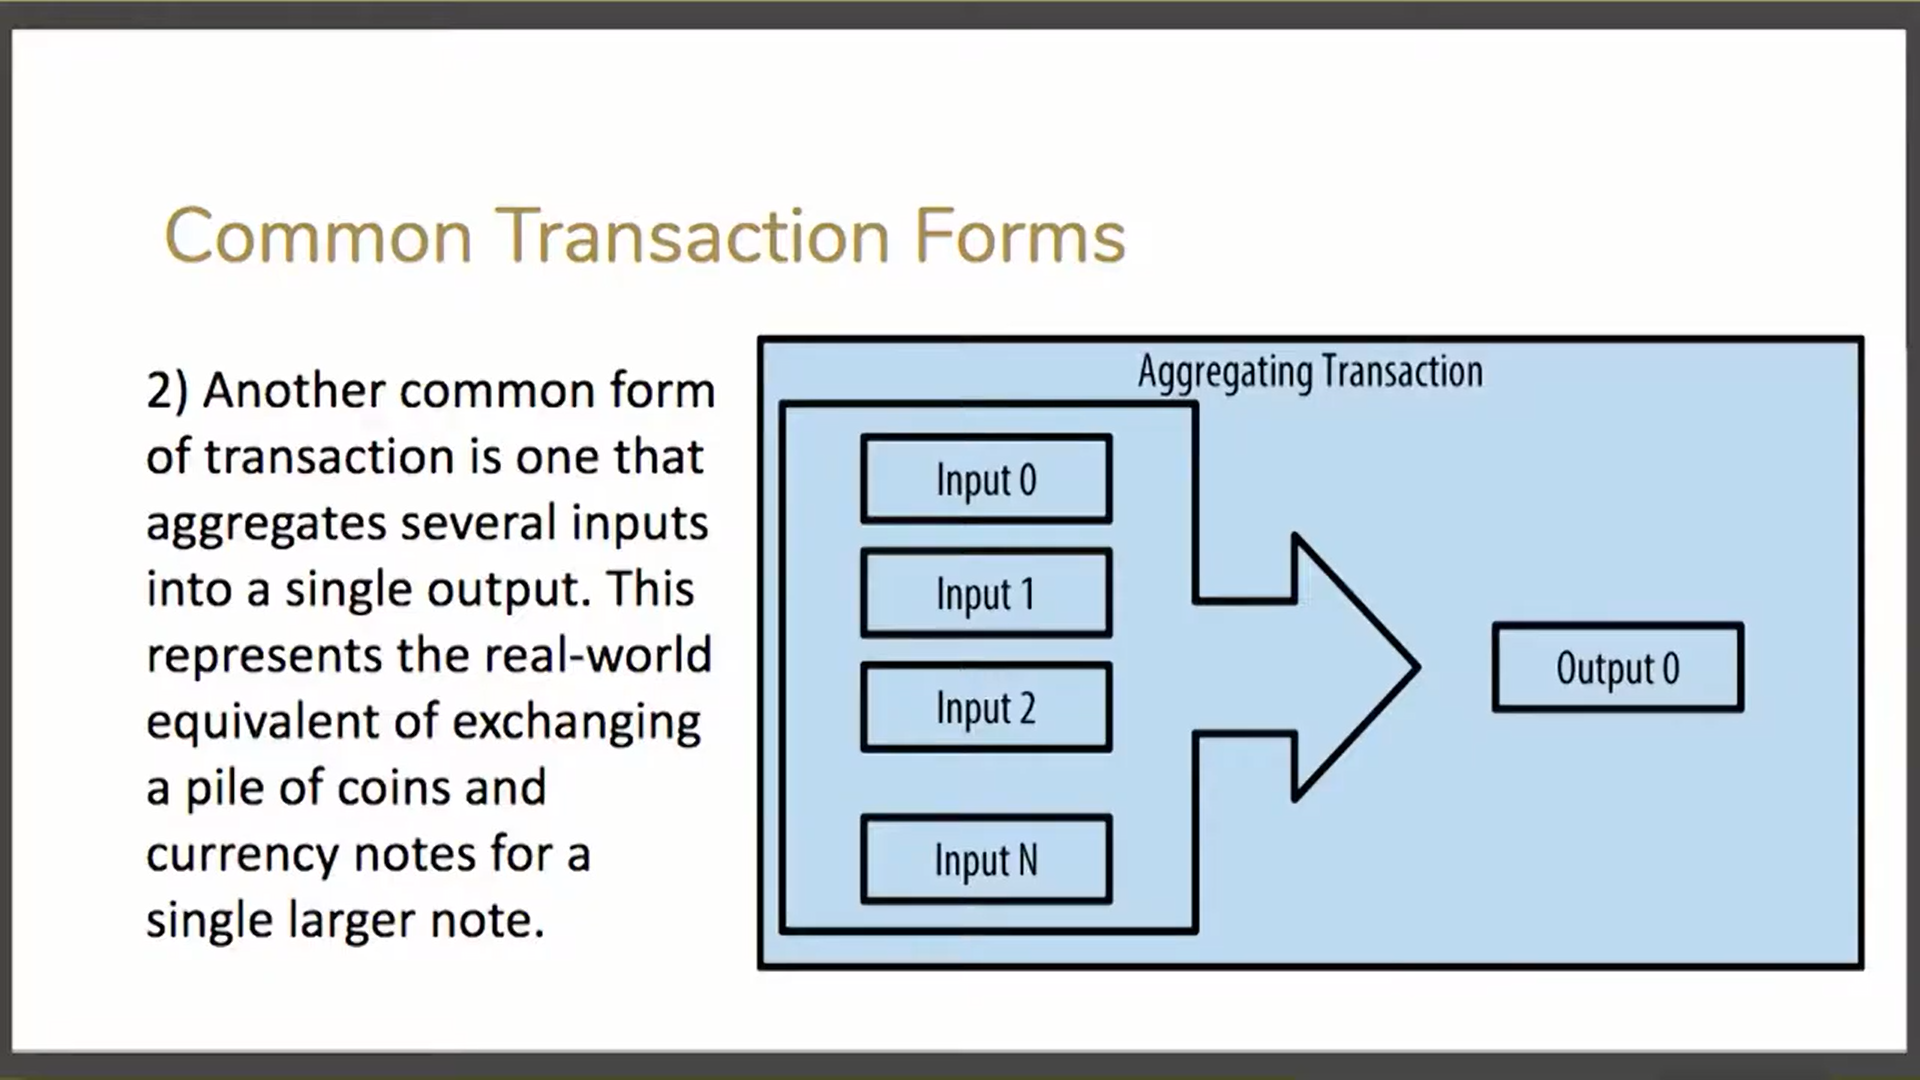 Common Transaction Forms
2) Another common form
of transaction is one that
aggregates several inputs
into a single output. This
represents the real-world
equivalent of exchanging
a pile of coins and
currency notes for a
single larger note.
Aggregating Transaction
Input 0
Input 1
Input 2
Input N
Output 0